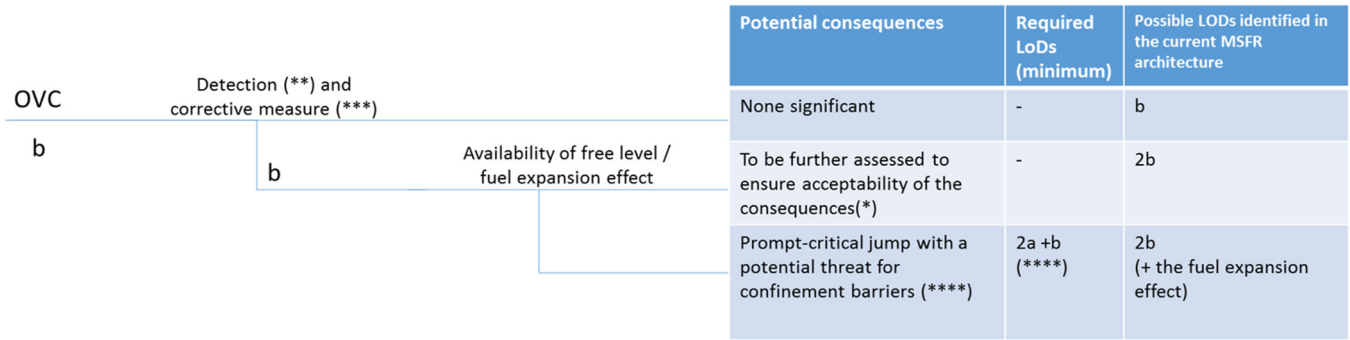 OVC
b
Detection (**) and
corrective measure (***)
b
Availability of free level /
fuel expansion effect
Potential consequences
Required
LoDs
(minimum)
Possible LODs identified in
the current MSFR
architecture
None significant
-
b
To be further assessed to
ensure acceptability of the
consequences(*)
-
2b
Prompt-critical jump with a
potential threat for
confinement barriers (****)
2a +b
(****)
2b
(+ the fuel expansion
effect)